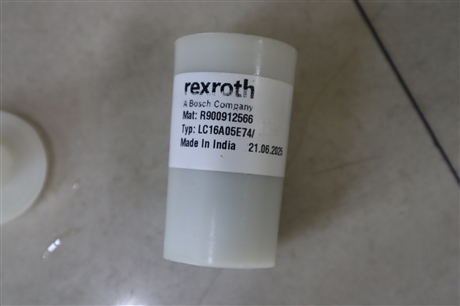 rexroth
A Bosch Company
Mat: R900912566
Typ: LC16A05E74/
Made In India 21.06.2025